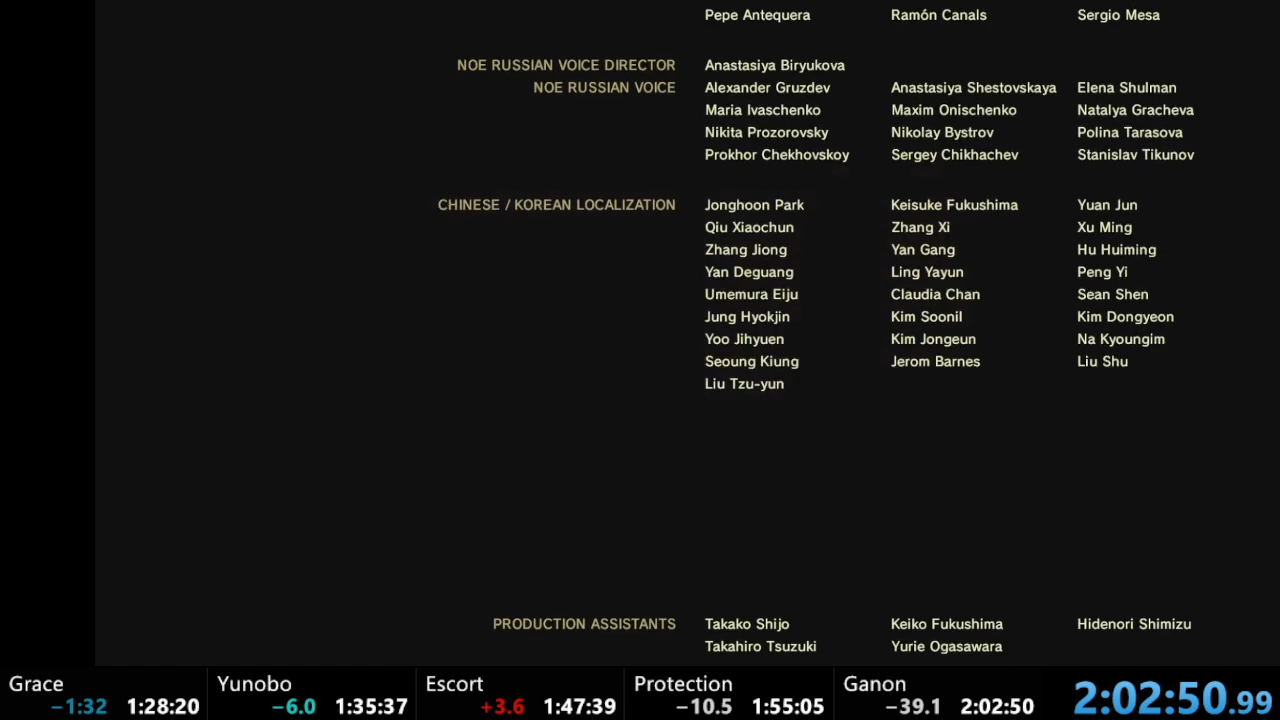 Pepe Antequera Ramón Canals Sergio Mesa
NOE RUSSIAN VOICE DIRECTOR Anastasiya Biryukova
NOE RUSSIAN VOICE Alexander Gruzdev Anastasiya Shestovskaya Elena Shulman
Maria Ivaschenko Maxim Onischenko Natalya Gracheva
Nikita Prozorovsky Nikolay Bystrov Polina Tarasova
Prokhor Chekhovskoy Sergey Chikhachev Stanislav Tikunov
CHINESE / KOREAN LOCALIZATION Jonghoon Park Keisuke Fukushima Yuan Jun
Qiu Xiaochun Zhang Xi Xu Ming
Zhang Jiong Yan Gang Hu Huiming
Yan Deguang Ling Yayun Peng Yi
Umemura Eiju Claudia Chan Sean Shen
Jung Hyokjin Kim Soonil Kim Dongyeon
Yoo Jihyuen Kim Jongeun Na Kyoungim
Seoung Kiung Jerom Barnes Liu Shu
Liu Tzu-yun
PRODUCTION ASSISTANTS Takako Shijo Keiko Fukushima Hidenori Shimizu
Takahiro Tsuzuki Yurie Ogasawara
Grace Yunobo Escort Protection Ganon
−1:32 1:28:20 −6.0 1:35:37 +3.6 1:47:39 −10.5 1:55:05 −39.1 2:02:50 2:02:50.99